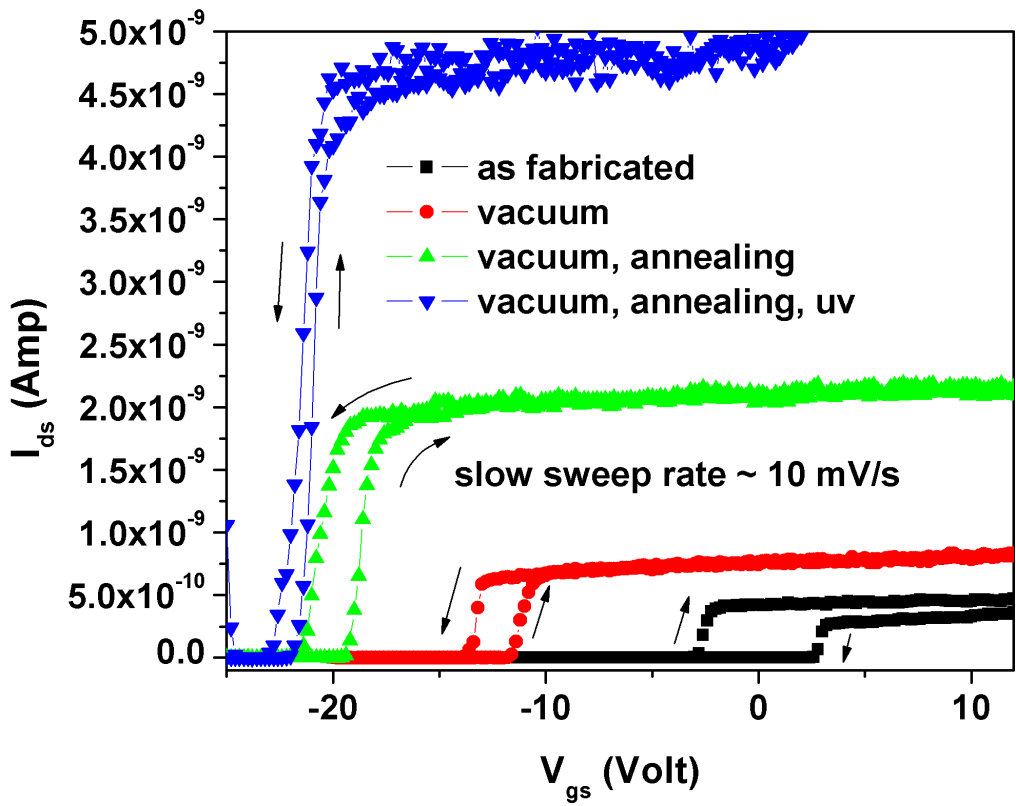 5.0x10⁻⁹
4.5x10⁻⁹
4.0x10⁻⁹
3.5x10⁻⁹
3.0x10⁻⁹
2.5x10⁻⁹
2.0x10⁻⁹
1.5x10⁻⁹
1.0x10⁻⁹
5.0x10⁻¹⁰
0.0
I_ds (Amp)
as fabricated
vacuum
vacuum, annealing
vacuum, annealing, uv
slow sweep rate ~ 10 mV/s
-20 -10 0 10
V_gs (Volt)